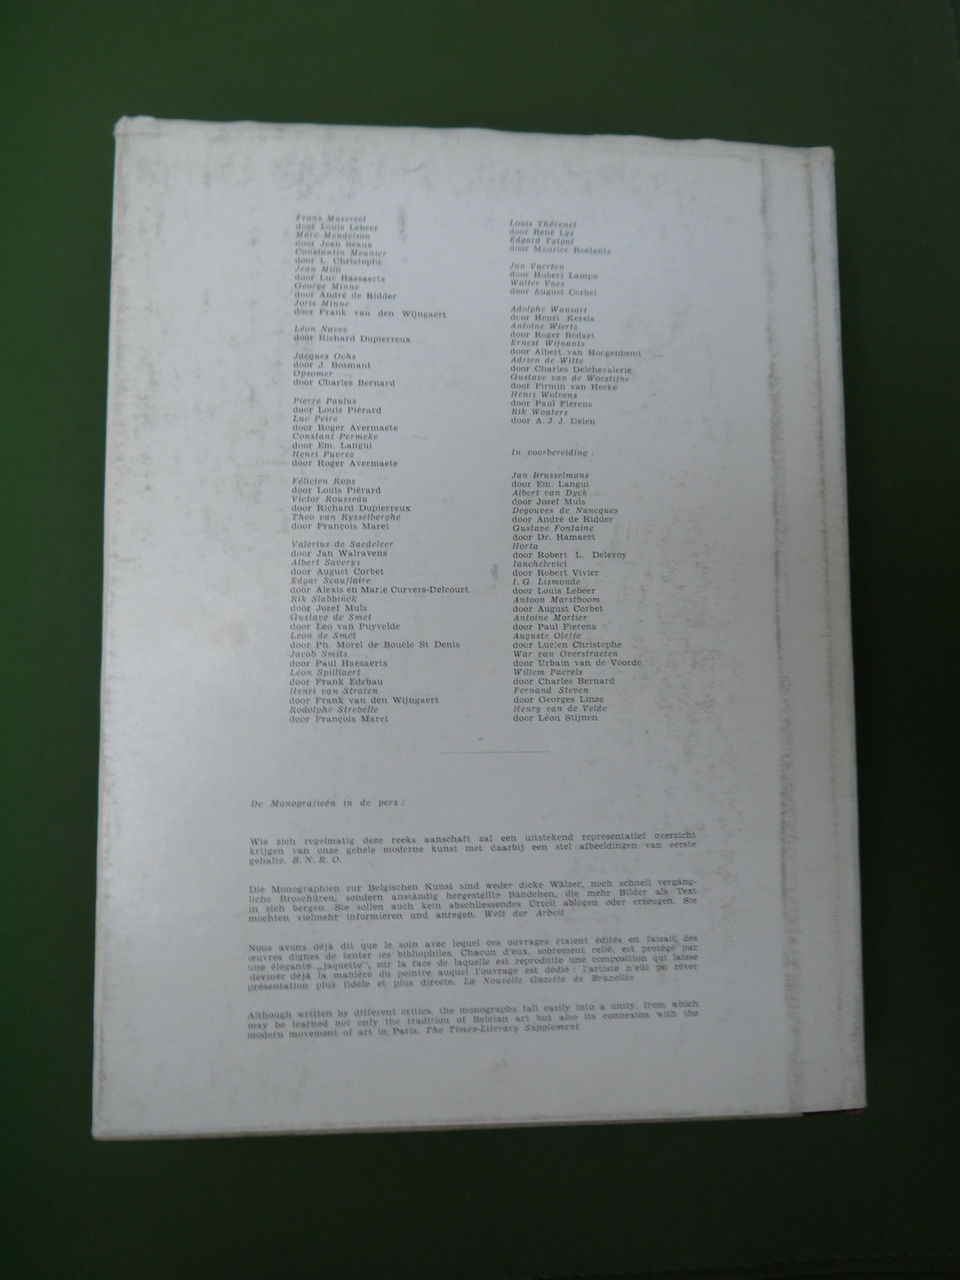 Frans Masereel
door Louis Lebeer
Marc Mendelson
door Jean Séaux
Constantin Meunier
door L. Christophe
Jean Milo
door Luc Haesaerts
George Minne
door André de Ridder
Joris Minne
door Frank van den Wijngaert
Léon Navez
door Richard Dupierreux
Jacques Ochs
door J. Bosmant
Opsomer
door Charles Bernard
Pierre Paulus
door Louis Piérard
Luc Peire
door Roger Avermaete
Constant Permeke
door Em. Langui
Henri Puvrez
door Roger Avermaete
Félicien Rops
door Louis Piérard
Victor Rousseau
door Richard Dupierreux
Theo van Rysselberghe
door François Maret
Valerius de Saedeleer
door Jan Walravens
Albert Saverys
door August Corbet
Edgar Scauflaire
door Alexis en Marie Curvers-Delcourt
Rik Slabbinck
door Jozef Muls
Gustave de Smet
door Leo van Puyvelde
Leon de Smet
door Ph. Morel de Boucle St Denis
Jacob Smits
door Paul Haesaerts
Léon Spilliaert
door Frank Edebau
Henri van Straten
door Frank van den Wijngaert
Rodolphe Strebelle
door François Maret
Louis Thévenet
door René Lyr
Edgard Tytgat
door Maurice Roelants
Jan Vaerten
door Hubert Lampo
Walter Vaes
door August Corbet
Adolphe Wansart
door Henri Kerels
Antoine Wiertz
door Roger Bodart
Ernest Wijnants
door Albert van Hoogenbemt
Adrien de Witte
door Charles Delchevalerie
Gustave van de Woestijne
door Firmin van Hecke
Henri Wolvens
door Paul Fierens
Rik Wouters
door A. J. J. Delen
In voorbereiding :
Jan Brusselmans
door Em. Langui
Albert van Dyck
door Jozef Muls
Degouves de Nuncques
door André de Ridder
Gustave Fontaine
door Dr. Hamaert
Horta
door Robert L. Delevoy
Ianchelevici
door Robert Vivier
I. G. Lismonde
door Louis Lebeer
Antoon Marstboom
door August Corbet
Antoine Mortier
door Paul Fierens
Auguste Oleffe
door Lucien Christophe
War van Overstraeten
door Urbain van de Voorde
Willem Paerels
door Charles Bernard
Fernand Steven
door Georges Linze
Henry van de Velde
door Léon Stijnen
De Monografieën in de pers :
Wie zich regelmatig deze reeks aanschaft zal een uitstekend representatief overzicht
krijgen van onze gehele moderne kunst met daarbij een stel afbeeldingen van eerste
gehalte. B. N. R. O.
Die Monographien zur Belgischen Kunst sind weder dicke Wälzer, noch schnell vergäng-
liche Broschüren, sondern anständig hergestellte Bändchen, die mehr Bilder als Text
in sich bergen. Sie sollen auch kein abschliessendes Urteil ablegen oder erzeugen. Sie
mochten vielmehr informieren und anregen. Welt der Arbeit
Nous avons déjà dit que le soin avec lequel ces ouvrages étaient édités en faisait des
œuvres dignes de tenter les bibliophiles. Chacun d'eux, sobrement relié, est protégé par
une élégante „jaquette", sur la face de laquelle est reproduite une composition qui laisse
deviner déjà la manière du peintre auquel l'ouvrage est dédié : l'artiste n'eût pu rêver
présentation plus fidèle et plus directe. La Nouvelle Gazette de Bruxelles
Although written by different critics, the monographs fall easily into a unity, from which
may be learned not only the tradition of Belgian art but also its connexion with the
modern movement of art in Paris. The Times-Literary Supplement